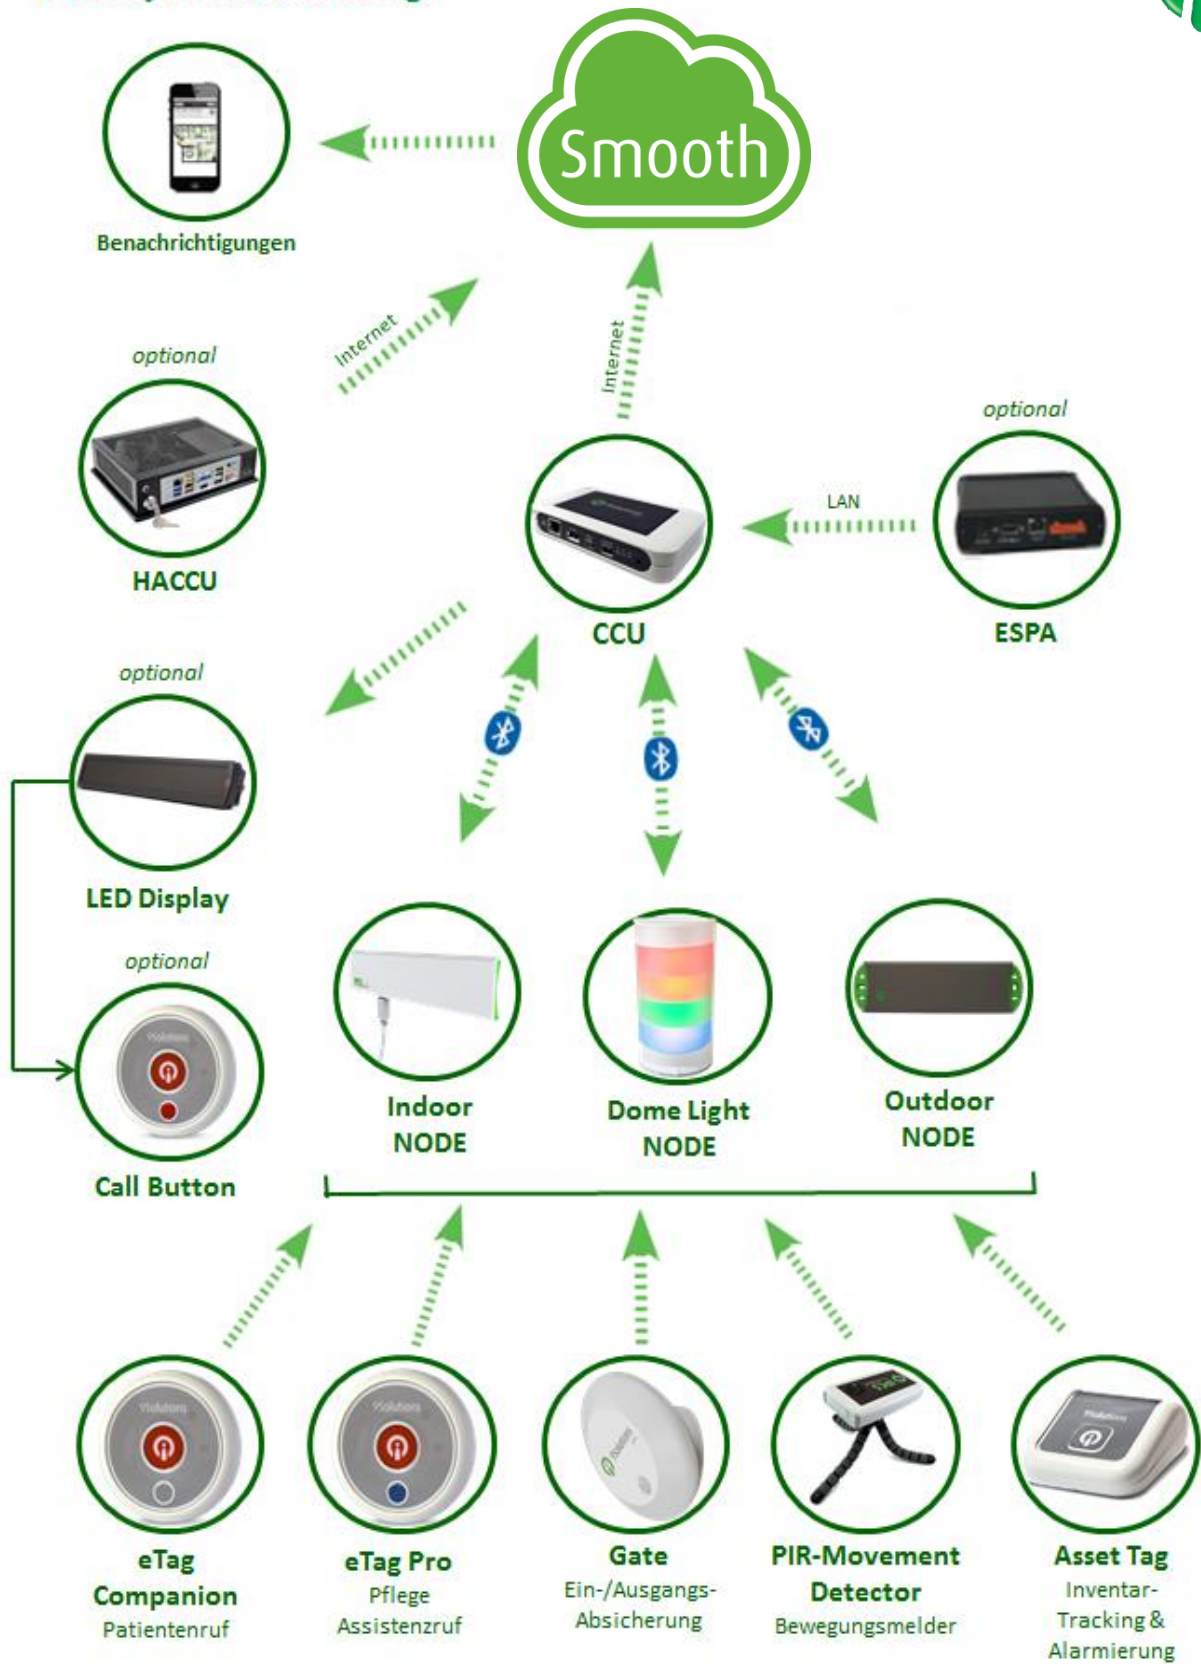 Smooth
Benachrichtigungen
Internet
Internet
optional
HACCU
CCU
LAN
optional
ESPA
optional
LED Display
optional
Call Button
Indoor
NODE
Dome Light
NODE
Outdoor
NODE
eTag
Companion
Patientenruf
eTag Pro
Pflege
Assistenzruf
Gate
Ein-/Ausgangs-
Absicherung
PIR-Movement
Detector
Bewegungsmelder
Asset Tag
Inventar-
Tracking &
Alarmierung